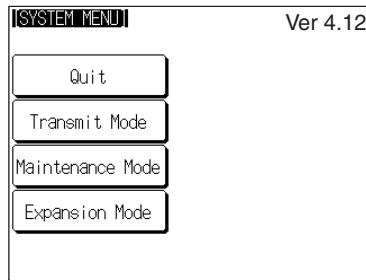 [SYSTEM MENU]
Ver 4.12
Quit
Transmit Mode
Maintenance Mode
Expansion Mode